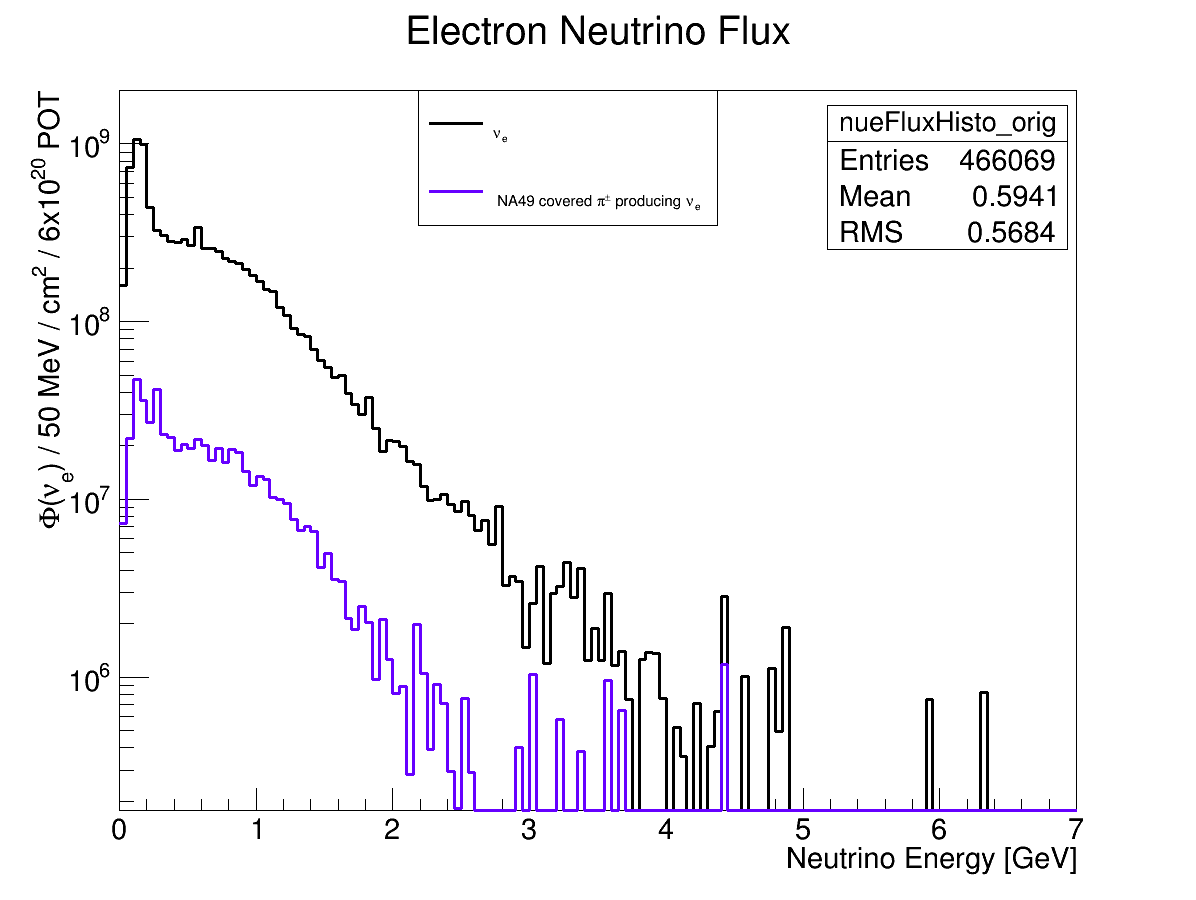 Electron Neutrino Flux
Φ(νe) / 50 MeV / cm² / 6x10²⁰ POT
10⁹
10⁸
10⁷
10⁶
νe
NA49 covered π± producing νe
nueFluxHisto_orig
Entries 466069
Mean 0.5941
RMS 0.5684
0 1 2 3 4 5 6 7
Neutrino Energy [GeV]